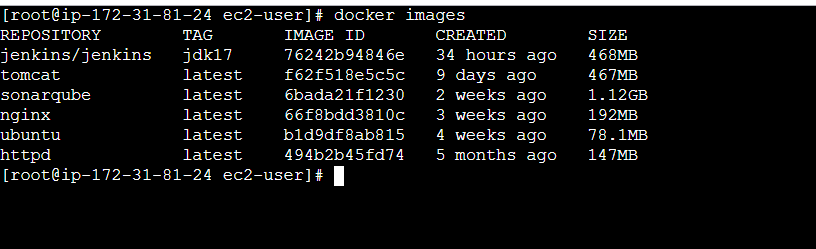 [root@ip-172-31-81-24 ec2-user]# docker images
REPOSITORY TAG IMAGE ID CREATED SIZE
jenkins/jenkins jdk17 76242b94846e 34 hours ago 468MB
tomcat latest f62f518e5c5c 9 days ago 467MB
sonarqube latest 6bada21f1230 2 weeks ago 1.12GB
nginx latest 66f8bdd3810c 3 weeks ago 192MB
ubuntu latest b1d9df8ab815 4 weeks ago 78.1MB
httpd latest 494b2b45fd74 5 months ago 147MB
[root@ip-172-31-81-24 ec2-user]#